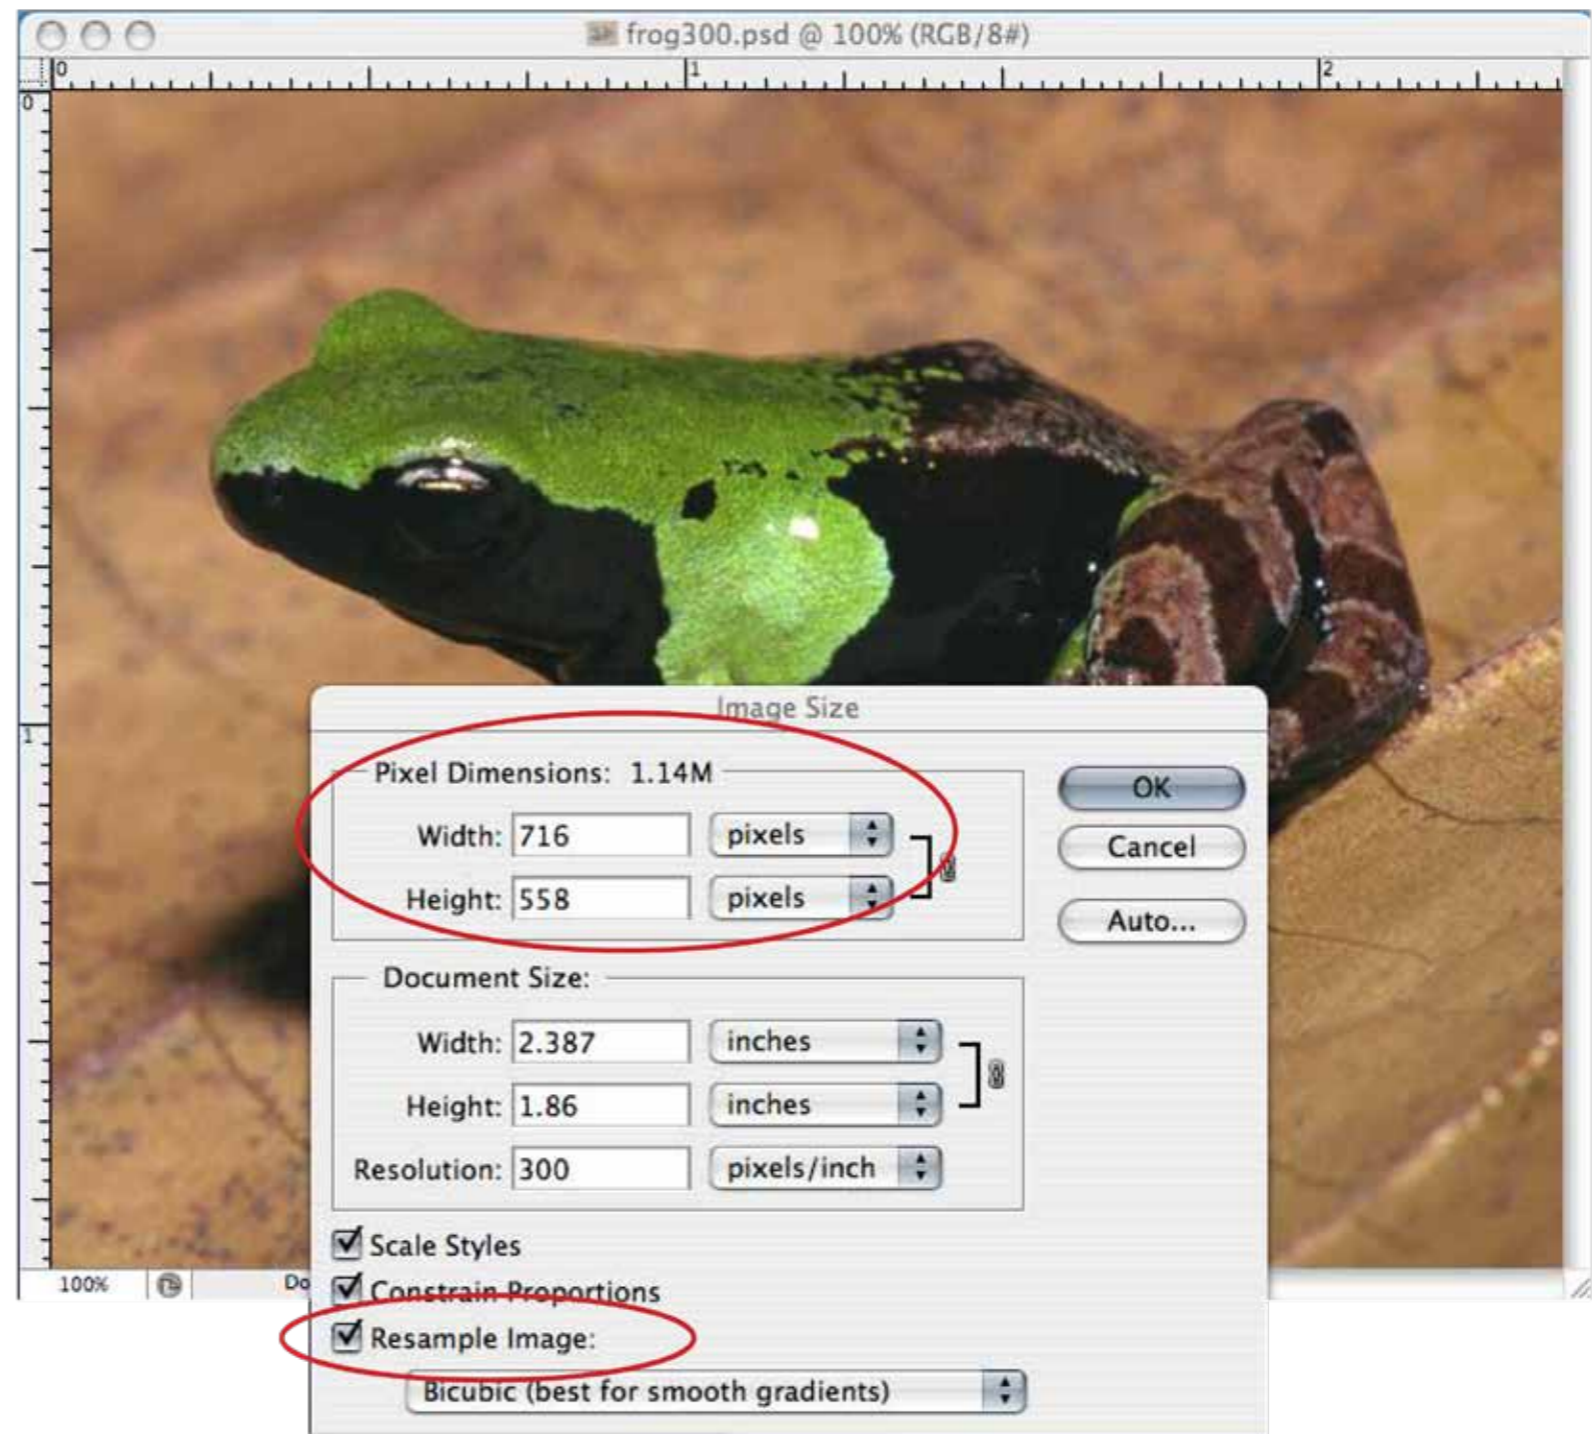 frog300.psd @ 100% (RGB/8#)
0 1 2
0
1
Image Size
Pixel Dimensions: 1.14M
Width: 716 pixels
Height: 558 pixels
OK
Cancel
Auto...
Document Size:
Width: 2.387 inches
Height: 1.86 inches
Resolution: 300 pixels/inch
Scale Styles
100% Do
Constrain Proportions
Resample Image:
Bicubic (best for smooth gradients)